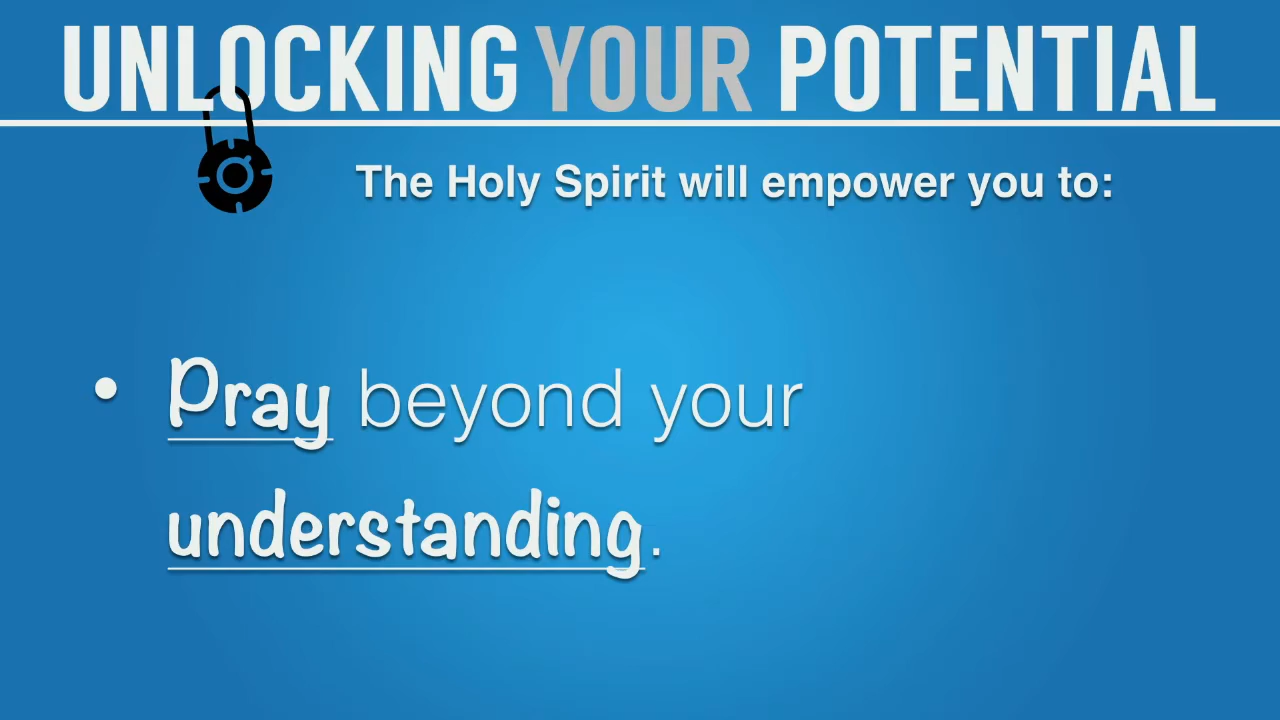 UNLOCKING YOUR POTENTIAL
The Holy Spirit will empower you to:
• Pray beyond your
understanding.